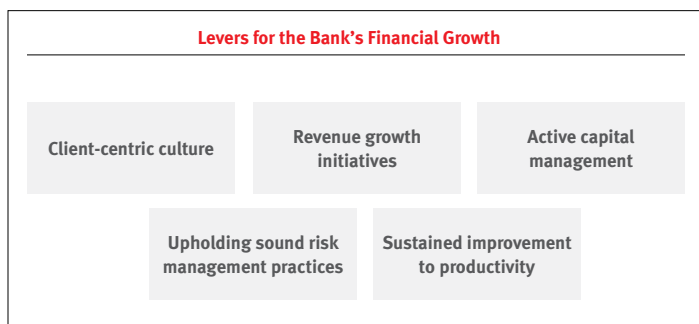 Levers for the Bank’s Financial Growth
Client-centric culture
Revenue growth
initiatives
Active capital
management
Upholding sound risk
management practices
Sustained improvement
to productivity